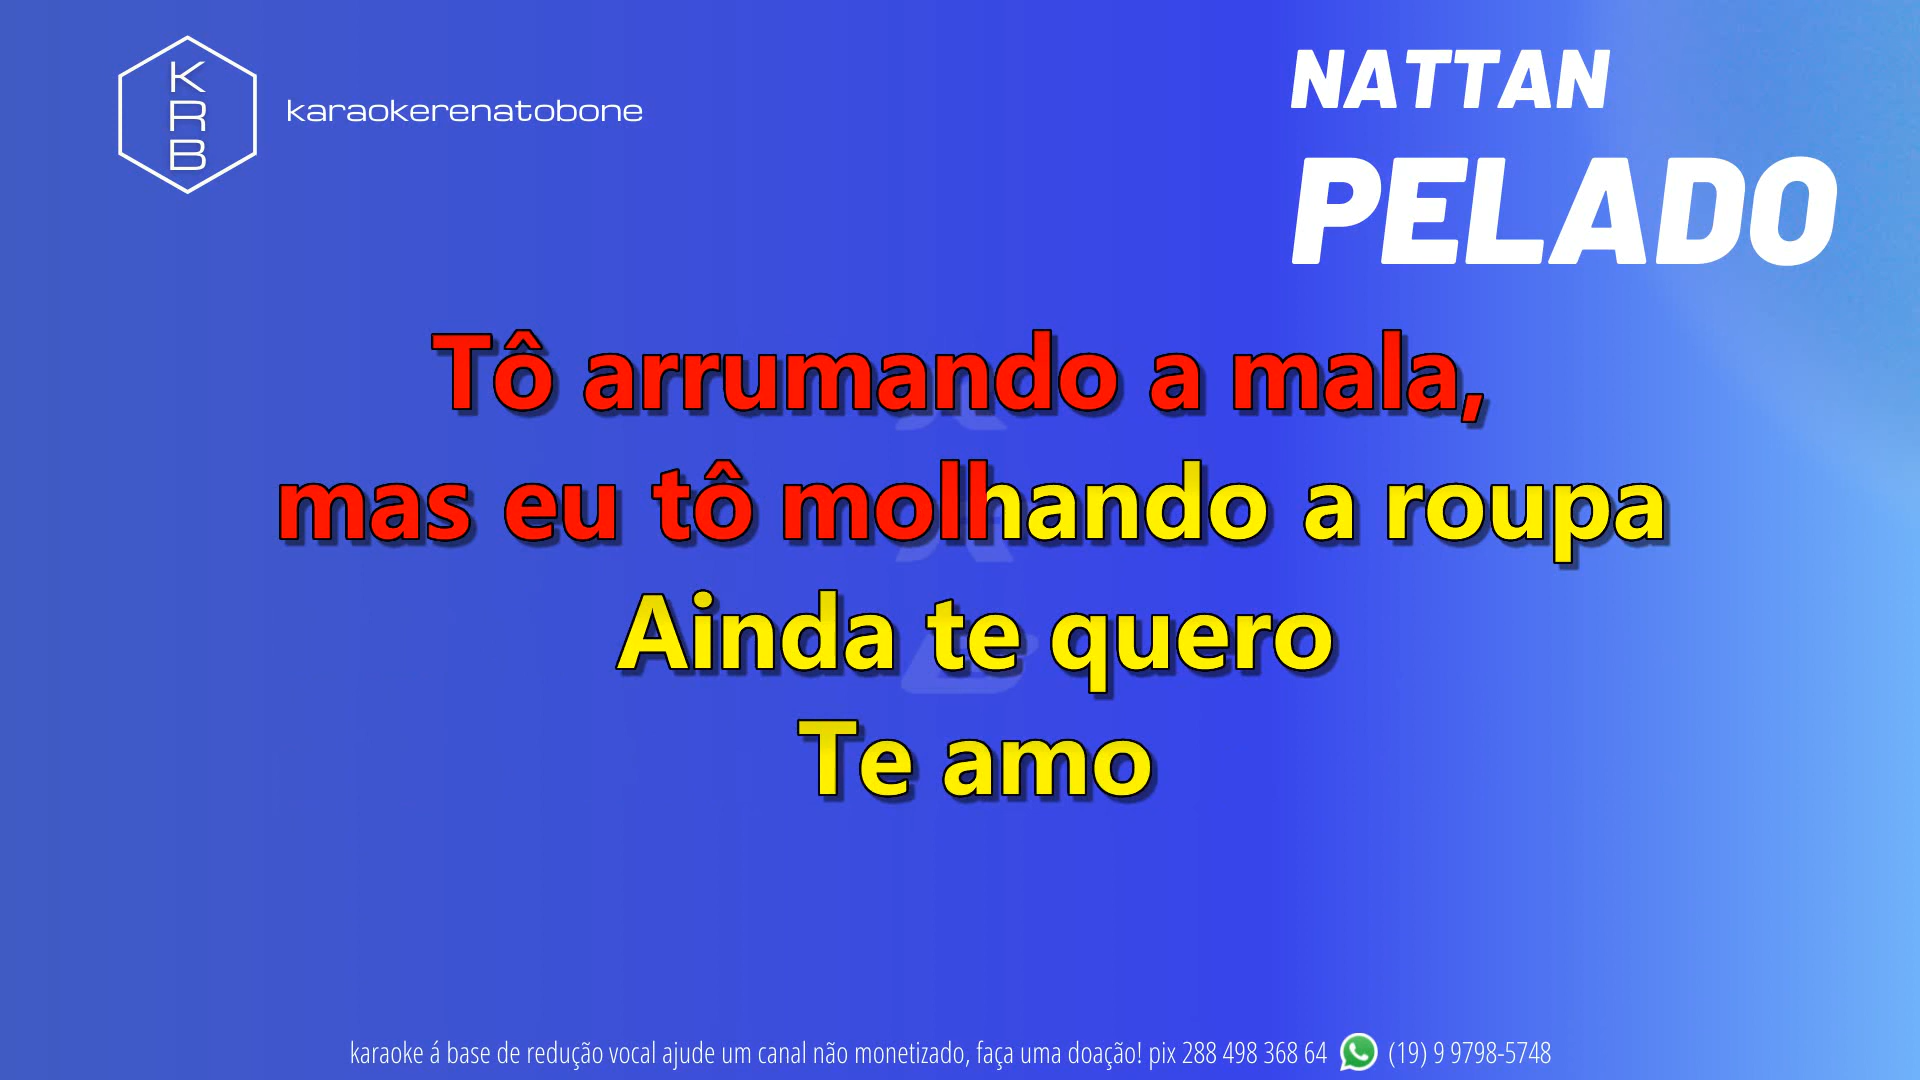 K
R
B
karaokerenatobone
NATTAN
PELADO
Tô arrumando a mala,
mas eu tô molhando a roupa
Ainda te quero
Te amo
karaoke á base de redução vocal ajude um canal não monetizado, faça uma doação! pix 288 498 368 64 (19) 9 9798-5748